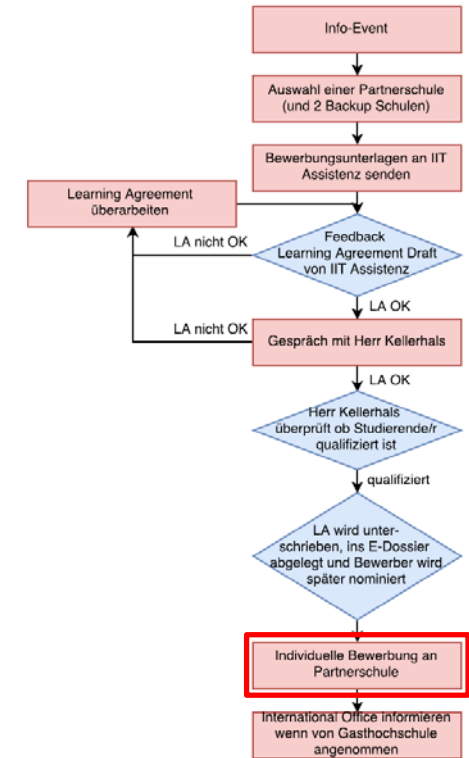 Info-Event
Auswahl einer Partnerschule
(und 2 Backup Schulen)
Bewerbungsunterlagen an IIT
Assistenz senden
Learning Agreement
überarbeiten
LA nicht OK
Feedback
Learning Agreement Draft
von IIT Assistenz
LA OK
LA nicht OK
Gespräch mit Herr Kellerhals
LA OK
Herr Kellerhals
überprüft ob Studierende/r
qualifiziert ist
qualifiziert
LA wird unter-
schrieben, ins E-Dossier
abgelegt und Bewerber wird
später nominiert
Individuelle Bewerbung an
Partnerschule
International Office informieren
wenn von Gasthochschule
angenommen